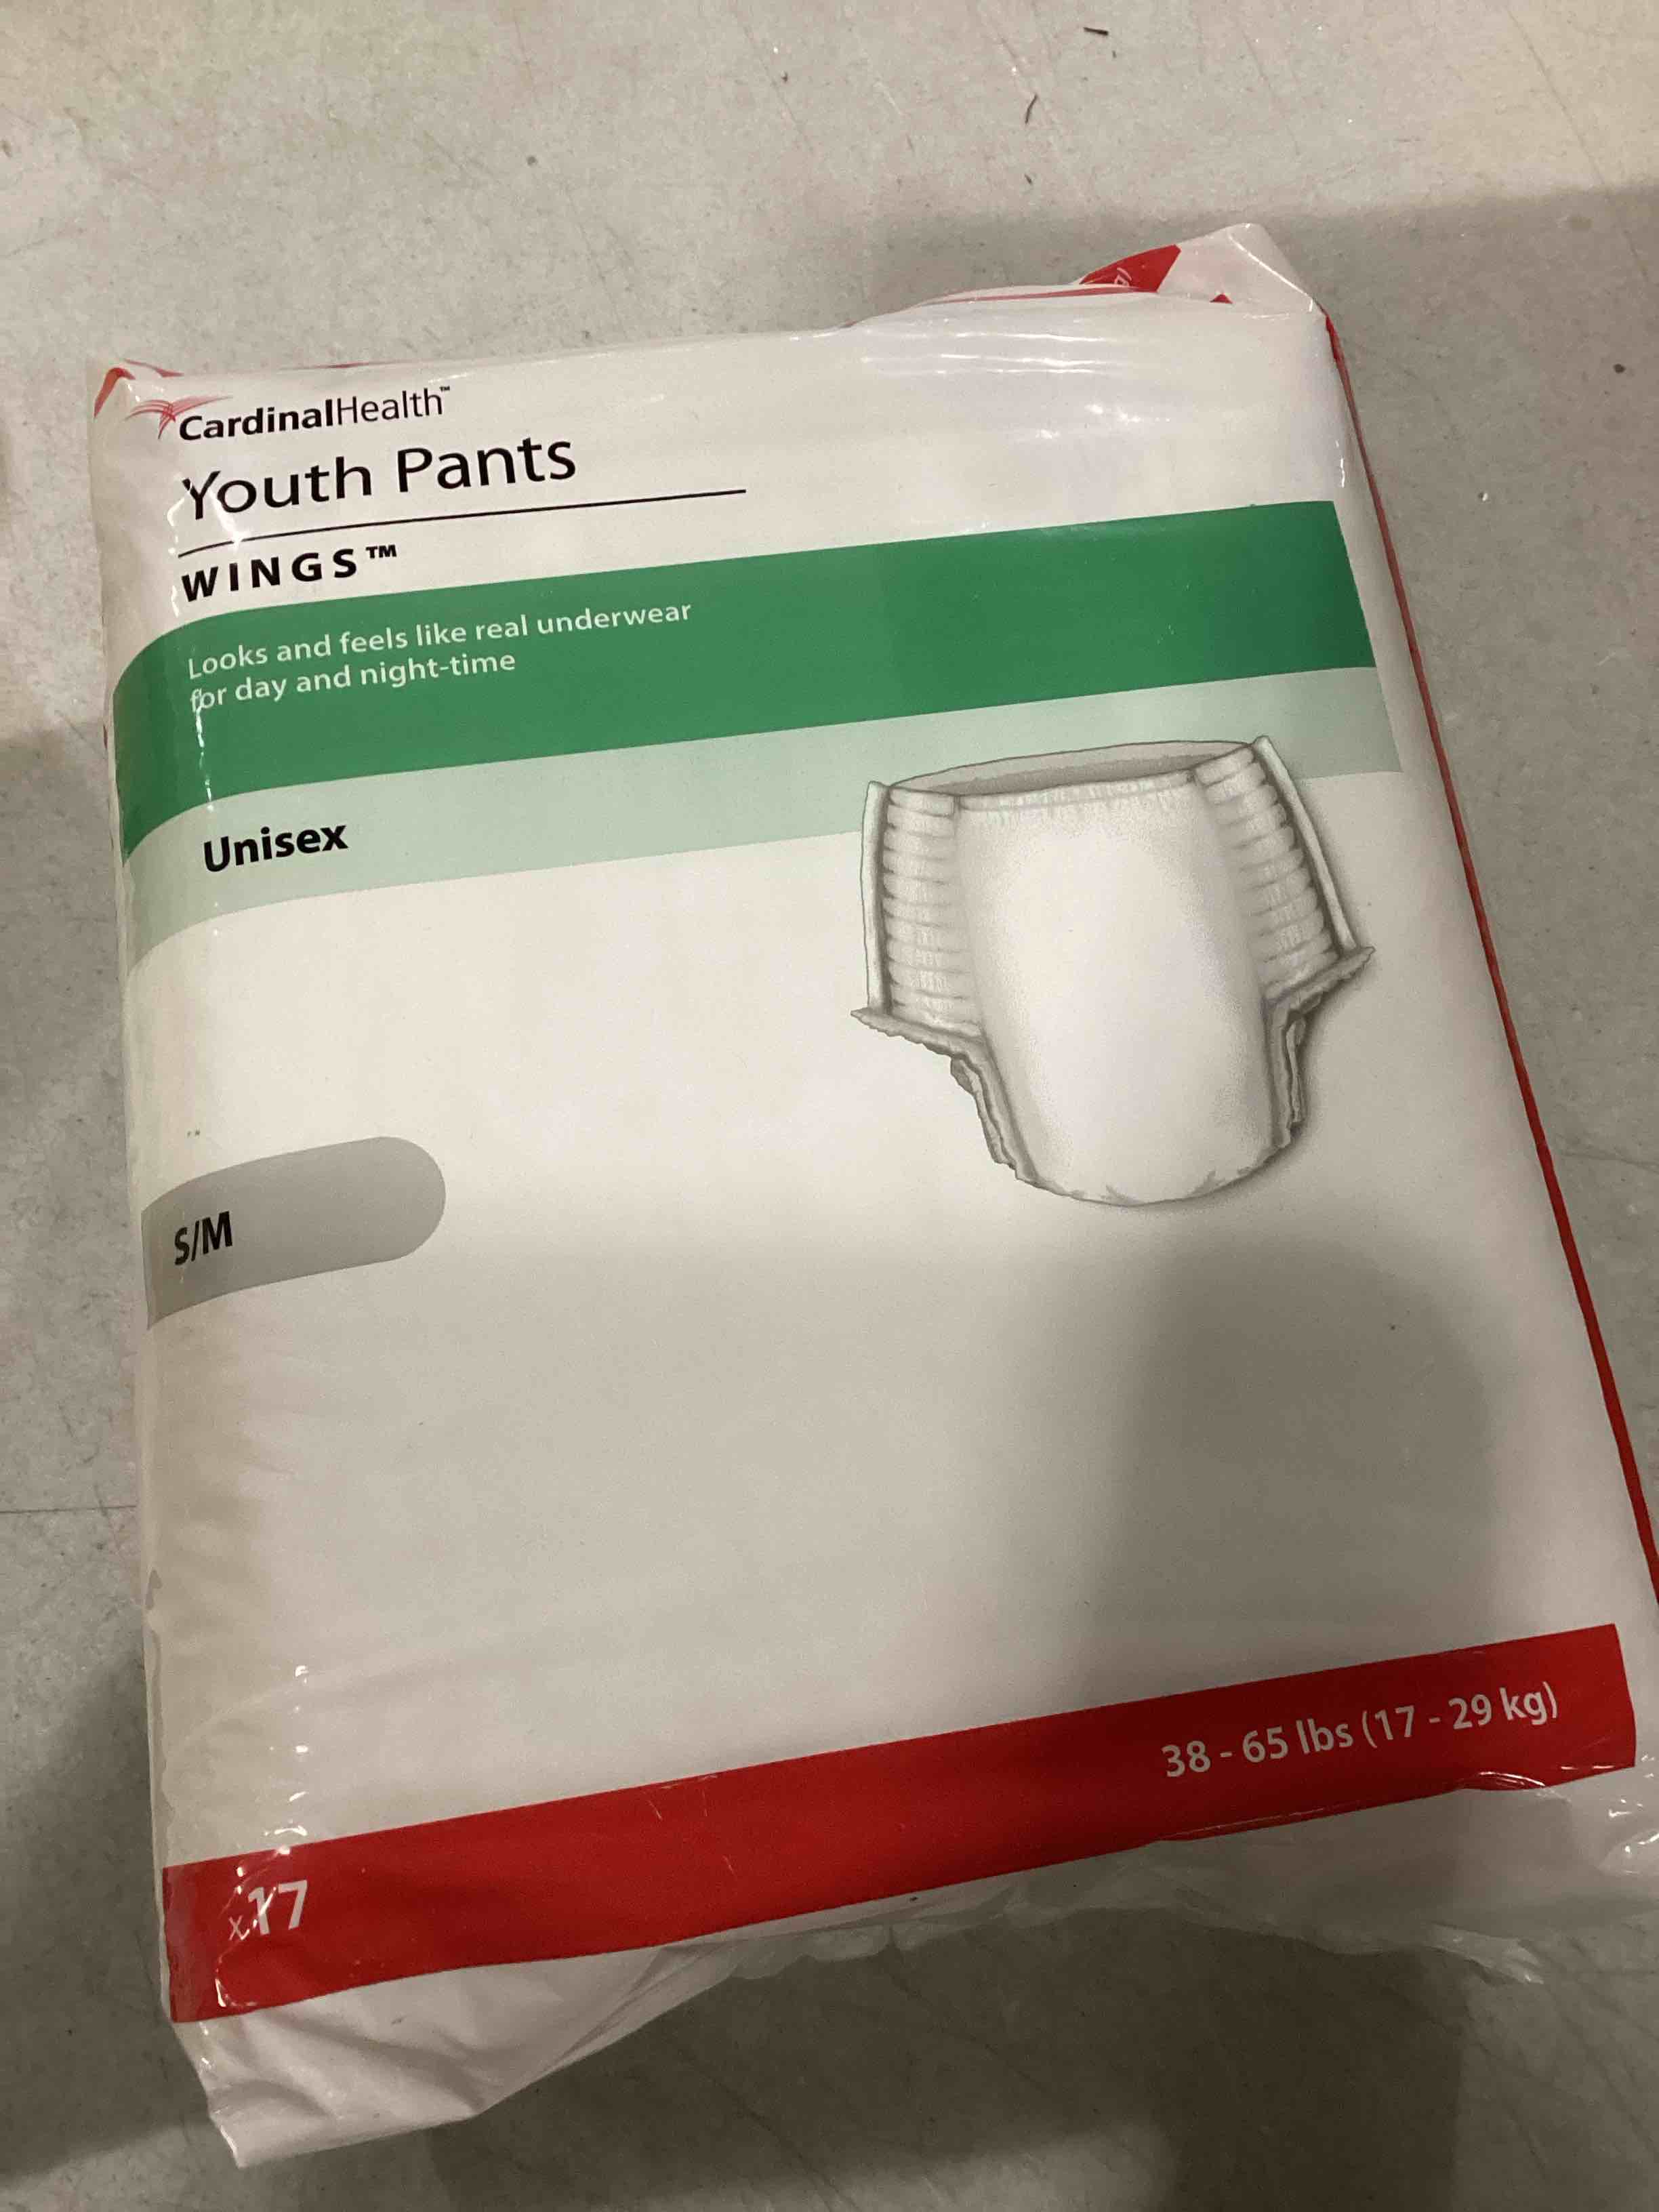 CardinalHealth™
Youth Pants
WINGS™
Looks and feels like real underwear
for day and night-time
Unisex
S/M
38 - 65 lbs (17 - 29 kg)
x17